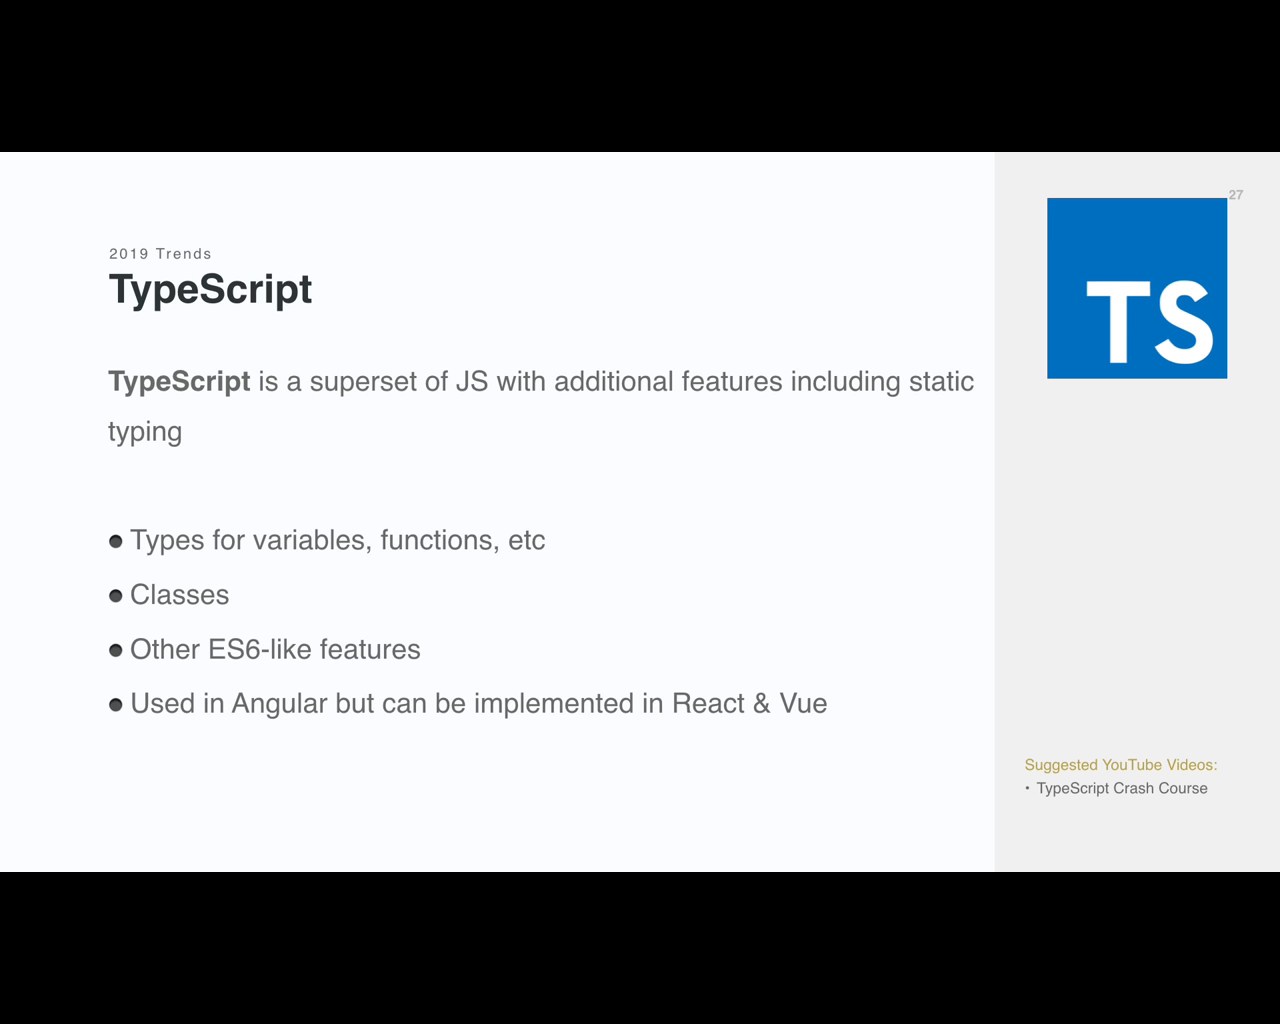 27
TS
2019 Trends
TypeScript
TypeScript is a superset of JS with additional features including static
typing
• Types for variables, functions, etc
• Classes
• Other ES6-like features
• Used in Angular but can be implemented in React & Vue
Suggested YouTube Videos:
• TypeScript Crash Course